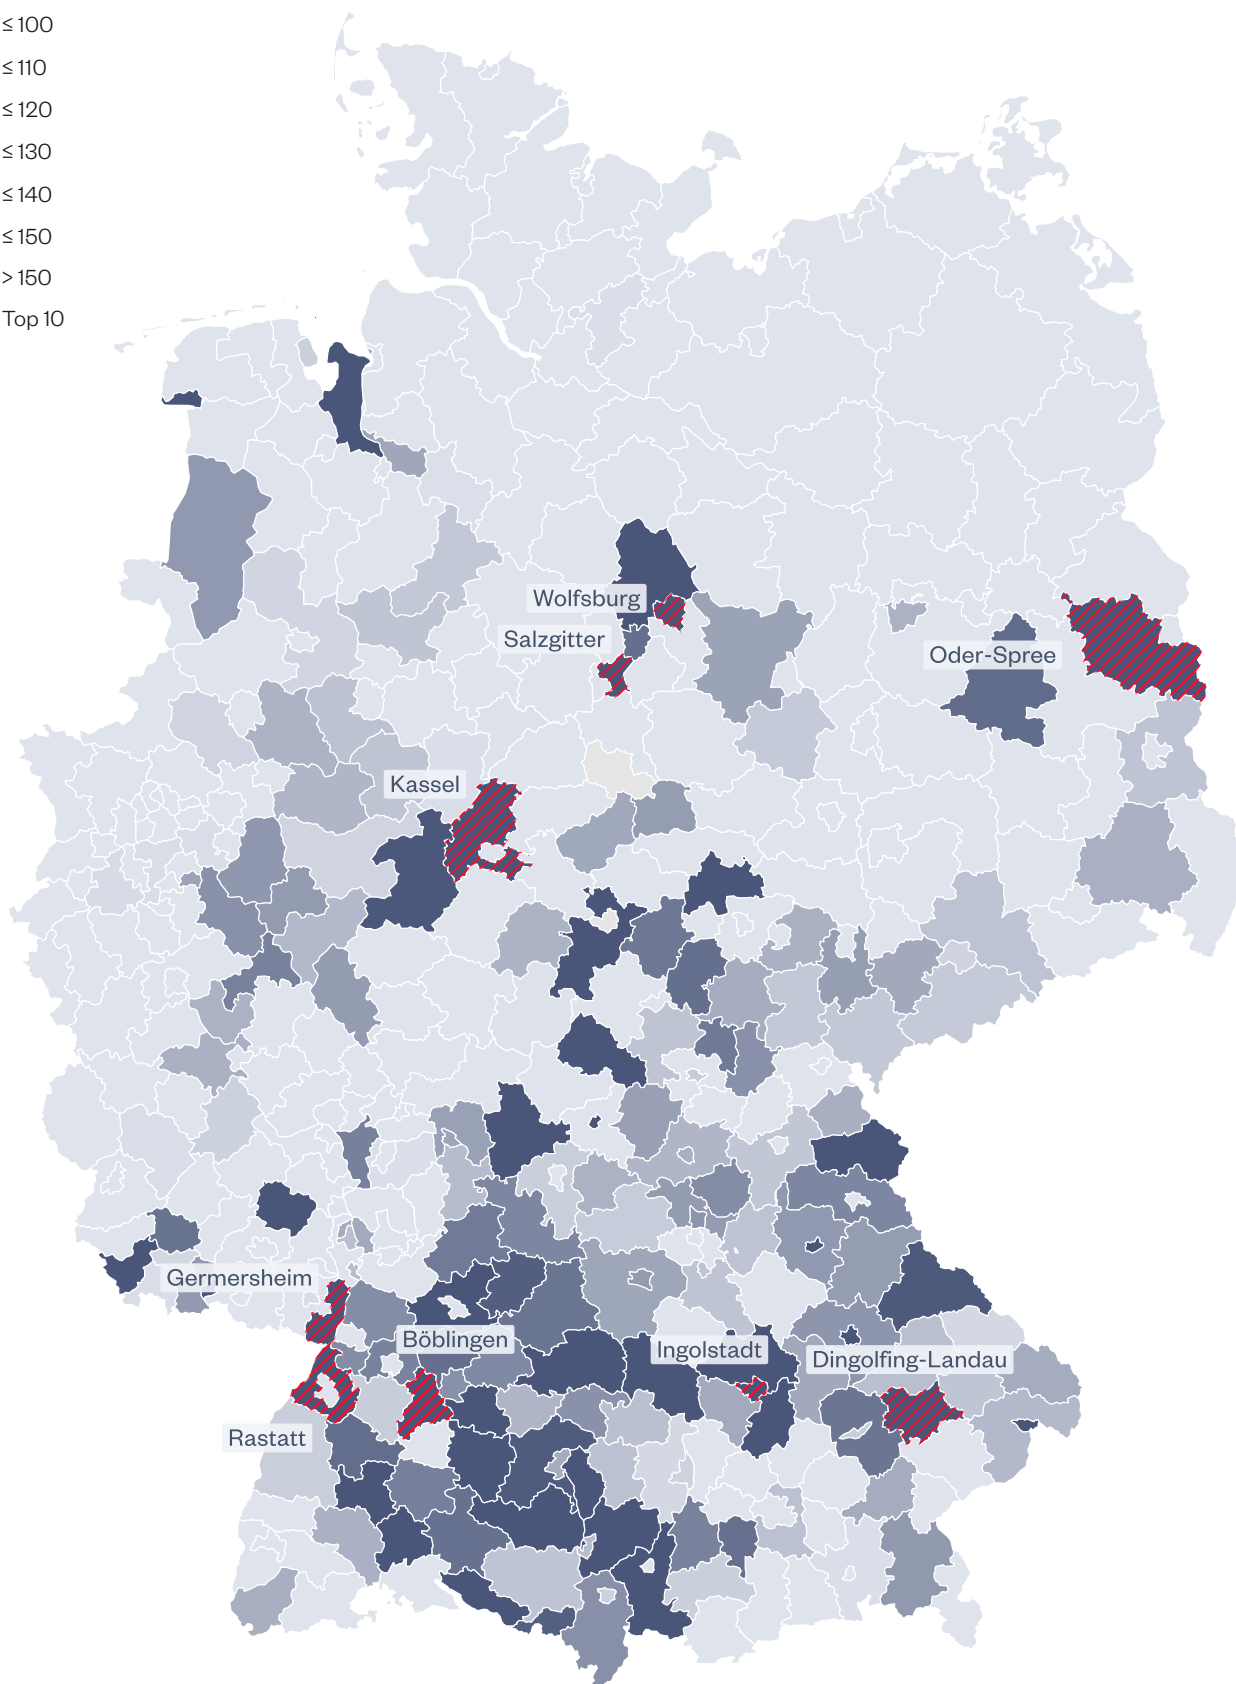 ≤ 100
≤ 110
≤ 120
≤ 130
≤ 140
≤ 150
> 150
Top 10
Wolfsburg
Salzgitter
Oder-Spree
Kassel
Germersheim
Böblingen
Ingolstadt
Dingolfing-Landau
Rastatt